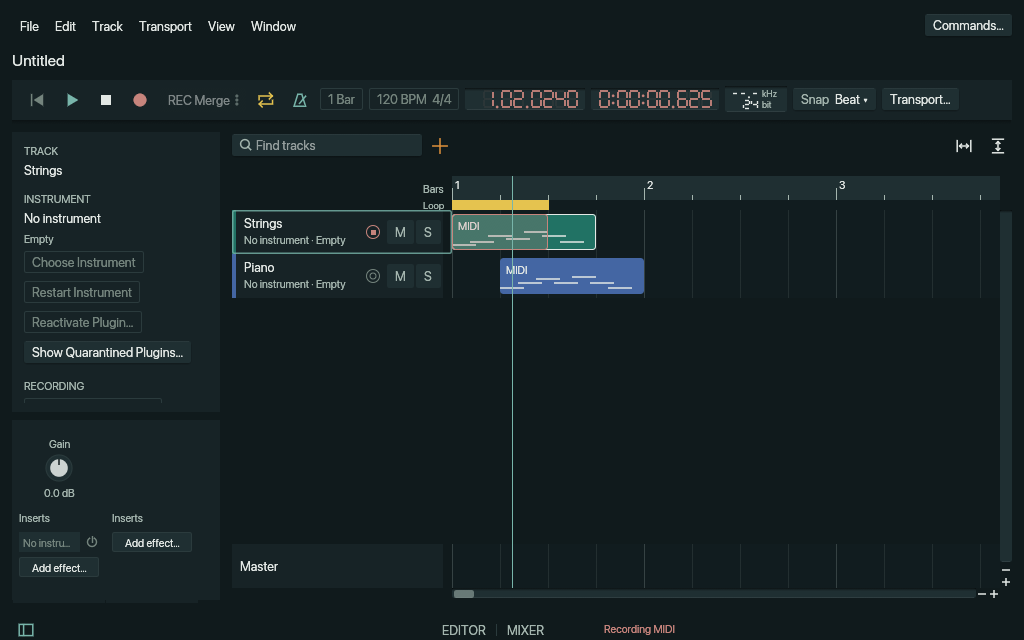 File Edit Track Transport View Window Commands...
Untitled
REC Merge 1 Bar 120 BPM 4/4 1.02.0240 0:00:00.625 --.- kHz
-.- bit Snap Beat Transport...
TRACK
Strings
INSTRUMENT
No instrument
Empty
Choose Instrument
Restart Instrument
Reactivate Plugin...
Show Quarantined Plugins...
RECORDING
Find tracks
Bars 1 2 3
Loop
Strings
No instrument · Empty M S
MIDI
Piano
No instrument · Empty M S
MIDI
Gain
0.0 dB
Inserts Inserts
No instru... Add effect...
Add effect...
Master
EDITOR MIXER Recording MIDI